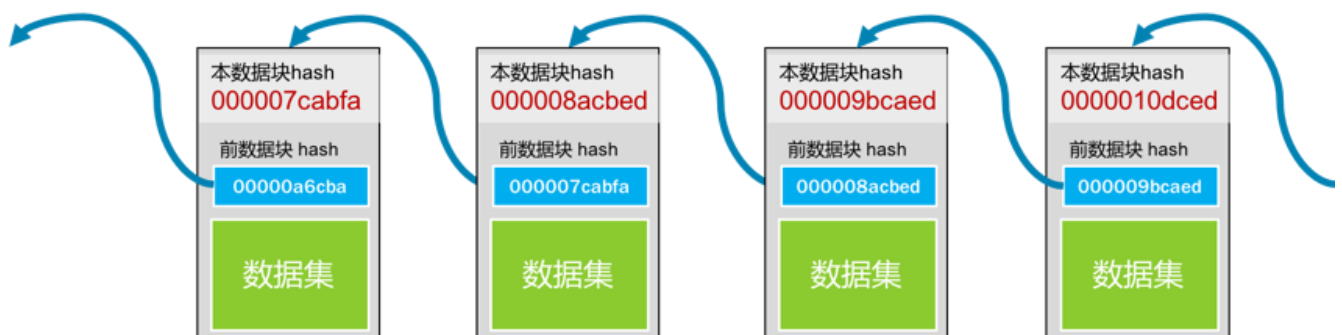 本数据块hash
000007cabfa
前数据块 hash
00000a6cba
数据集
本数据块hash
000008acbed
前数据块 hash
000007cabfa
数据集
本数据块hash
000009bcaed
前数据块 hash
000008acbed
数据集
本数据块hash
0000010dced
前数据块 hash
000009bcaed
数据集